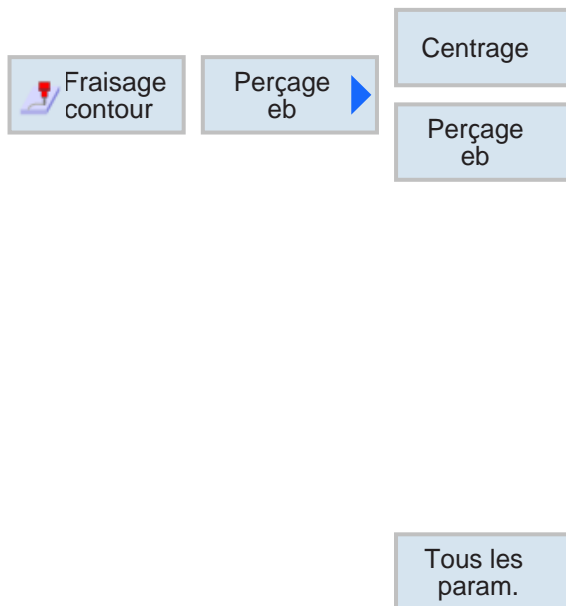 Fraisage
contour
Perçage
eb
Centrage
Perçage
eb
Tous les
param.